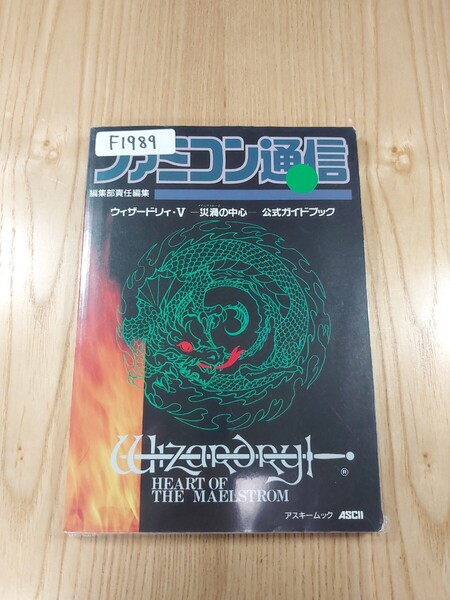 F1989
ファミコン通信
編集部責任編集
ウィザードリィ・V ―災渦の中心― 公式ガイドブック
Wizardry
®
HEART OF
THE MAELSTROM
アスキームック ASCII